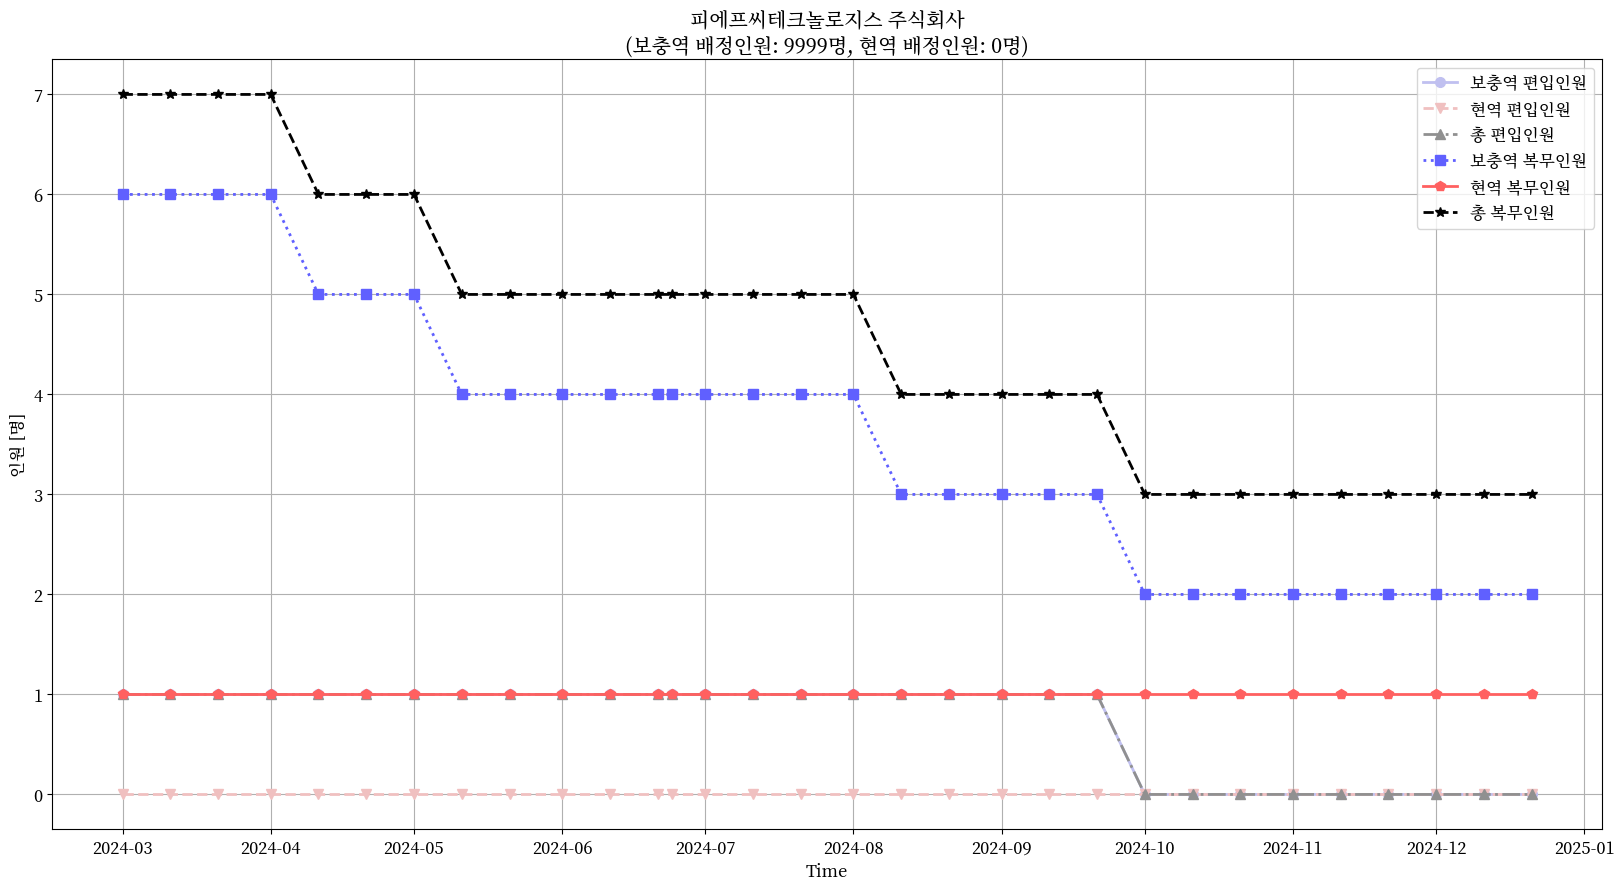 피에프씨테크놀로지스 주식회사
(보충역 배정인원: 9999명, 현역 배정인원: 0명)
보충역 편입인원
현역 편입인원
총 편입인원
보충역 복무인원
현역 복무인원
총 복무인원
인원 [명]
7
6
5
4
3
2
1
0
2024-03 2024-04 2024-05 2024-06 2024-07 2024-08 2024-09 2024-10 2024-11 2024-12 2025-01
Time